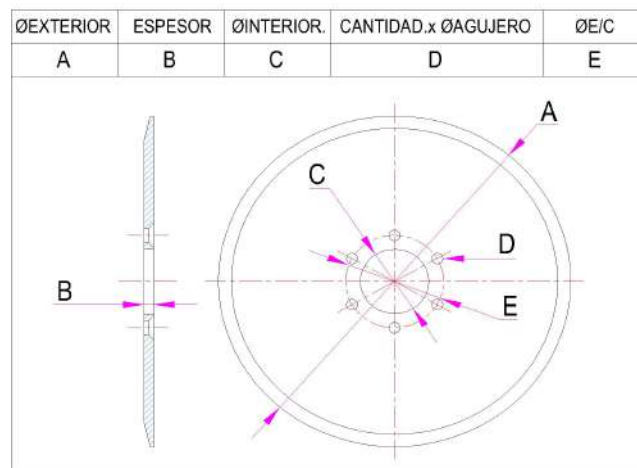 ØEXTERIOR ESPESOR ØINTERIOR. CANTIDAD.x ØAGUJERO ØE/C
A B C D E
A
C
D
B
E